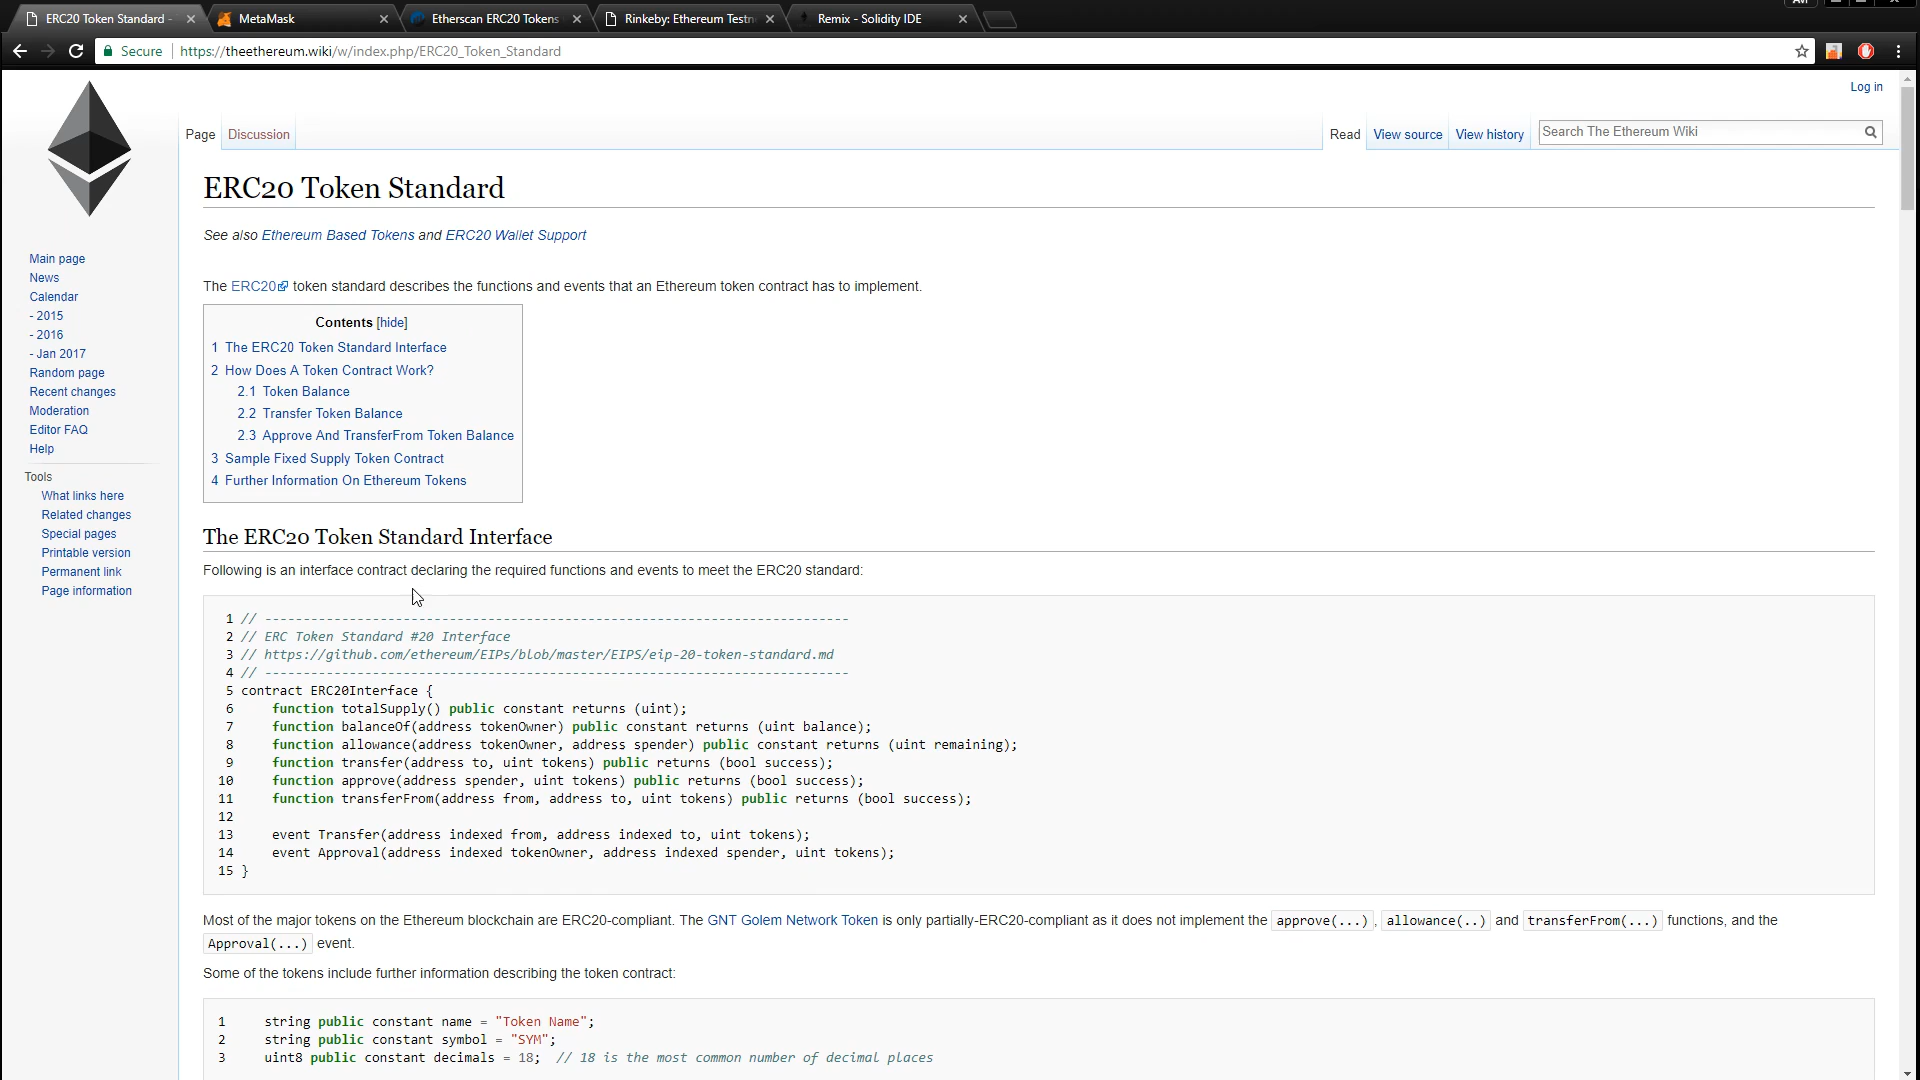 ERC20 Token Standard -
MetaMask
Etherscan ERC20 Tokens
Rinkeby: Ethereum Testn
Remix - Solidity IDE
Secure
https://theethereum.wiki/w/index.php/ERC20_Token_Standard
Log in
Page
Discussion
Read
View source
View history
Search The Ethereum Wiki
Main page
News
Calendar
- 2015
- 2016
- Jan 2017
Random page
Recent changes
Moderation
Editor FAQ
Help
Tools
What links here
Related changes
Special pages
Printable version
Permanent link
Page information
ERC20 Token Standard
See also Ethereum Based Tokens and ERC20 Wallet Support
The ERC20 token standard describes the functions and events that an Ethereum token contract has to implement.
Contents [hide]
1 The ERC20 Token Standard Interface
2 How Does A Token Contract Work?
2.1 Token Balance
2.2 Transfer Token Balance
2.3 Approve And TransferFrom Token Balance
3 Sample Fixed Supply Token Contract
4 Further Information On Ethereum Tokens
The ERC20 Token Standard Interface
Following is an interface contract declaring the required functions and events to meet the ERC20 standard:
1 // ----------------------------------------------------------------------------
2 // ERC Token Standard #20 Interface
3 // https://github.com/ethereum/EIPs/blob/master/EIPS/eip-20-token-standard.md
4 // ----------------------------------------------------------------------------
5 contract ERC20Interface {
6 function totalSupply() public constant returns (uint);
7 function balanceOf(address tokenOwner) public constant returns (uint balance);
8 function allowance(address tokenOwner, address spender) public constant returns (uint remaining);
9 function transfer(address to, uint tokens) public returns (bool success);
10 function approve(address spender, uint tokens) public returns (bool success);
11 function transferFrom(address from, address to, uint tokens) public returns (bool success);
12
13 event Transfer(address indexed from, address indexed to, uint tokens);
14 event Approval(address indexed tokenOwner, address indexed spender, uint tokens);
15 }
Most of the major tokens on the Ethereum blockchain are ERC20-compliant. The GNT Golem Network Token is only partially-ERC20-compliant as it does not implement the approve(...), allowance(..) and transferFrom(...) functions, and the
Approval(...) event.
Some of the tokens include further information describing the token contract:
1 string public constant name = "Token Name";
2 string public constant symbol = "SYM";
3 uint8 public constant decimals = 18; // 18 is the most common number of decimal places